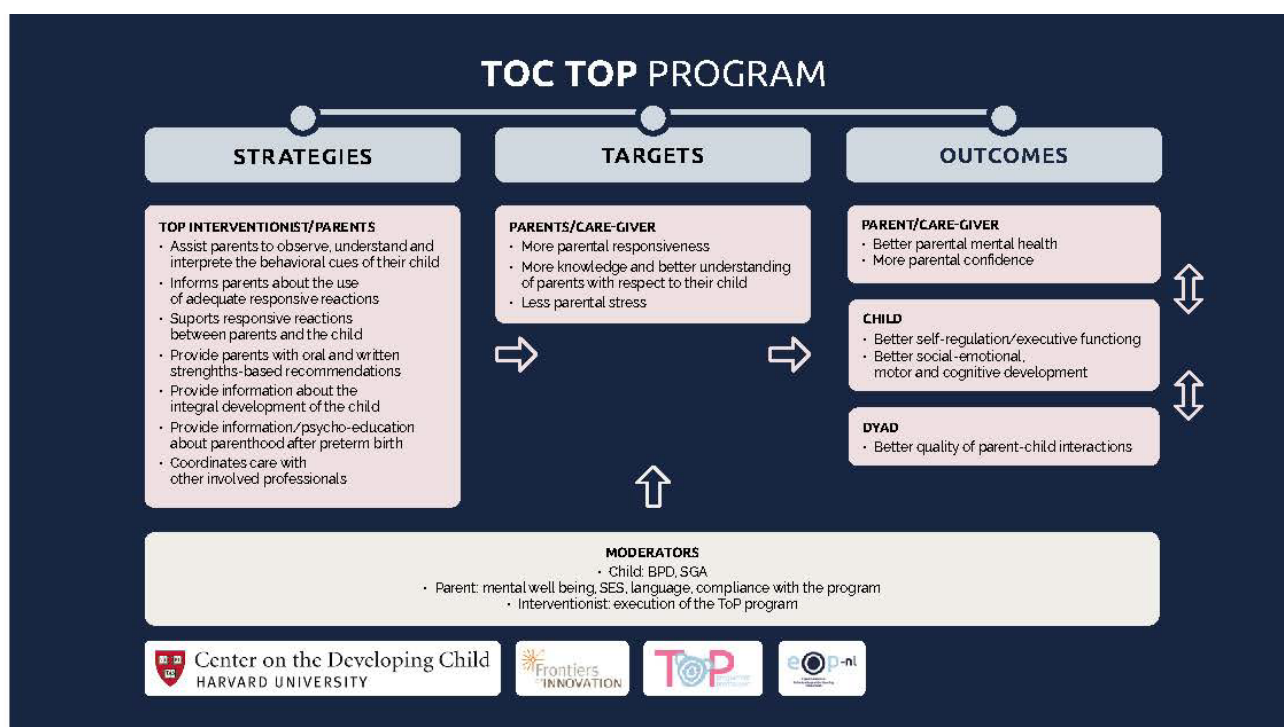 TOC TOP PROGRAM
STRATEGIES
TOP INTERVENTIONIST/PARENTS
• Assist parents to observe, understand and
interprete the behavioral cues of their child
• Informs parents about the use
of adequate responsive reactions
• Suports responsive reactions
between parents and the child
• Provide parents with oral and written
strenghths-based recommendations
• Provide information about the
integral development of the child
• Provide information/psycho-education
about parenthood after preterm birth
• Coordinates care with
other involved professionals
TARGETS
PARENTS/CARE-GIVER
• More parental responsiveness
• More knowledge and better understanding
of parents with respect to their child
• Less parental stress
OUTCOMES
PARENT/CARE-GIVER
• Better parental mental health
• More parental confidence
CHILD
• Better self-regulation/executive functiong
• Better social-emotional,
motor and cognitive development
DYAD
• Better quality of parent-child interactions
MODERATORS
• Child: BPD, SGA
• Parent: mental well being, SES, language, compliance with the program
• Interventionist: execution of the ToP program
Center on the Developing Child
HARVARD UNIVERSITY
Frontiers
INNOVATION
TOP
eop-nl